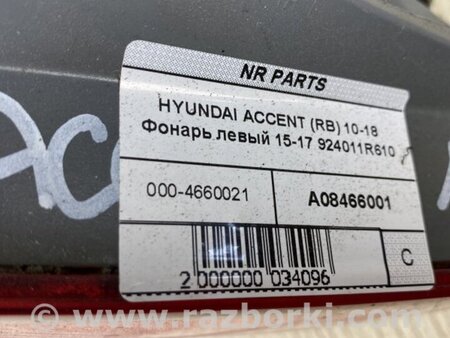 NR PARTS
HYUNDAI ACCENT (RB) 10-18
Фонарь левый 15-17 924011R610
000-4660021
A08466001
C
2 000000 034096
ACC
© www.razborki.com